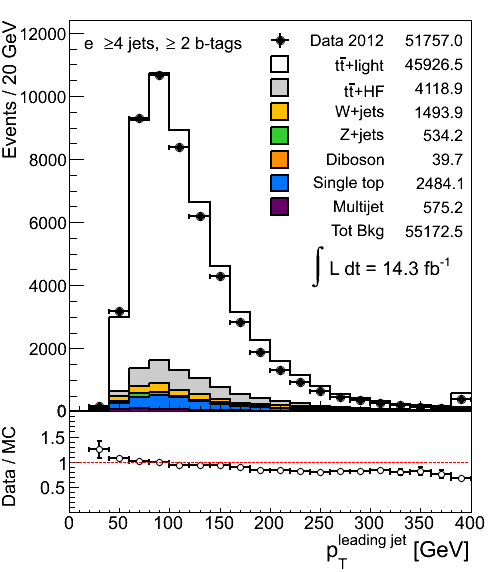 Events / 20 GeV
12000
10000
8000
6000
4000
2000
0
e ≥4 jets, ≥ 2 b-tags
Data 2012 51757.0
tt̄+light 45926.5
tt̄+HF 4118.9
W+jets 1493.9
Z+jets 534.2
Diboson 39.7
Single top 2484.1
Multijet 575.2
Tot Bkg 55172.5
∫ L dt = 14.3 fb⁻¹
Data / MC
1.5
1
0.5
0 50 100 150 200 250 300 350 400
p_T^leading jet [GeV]